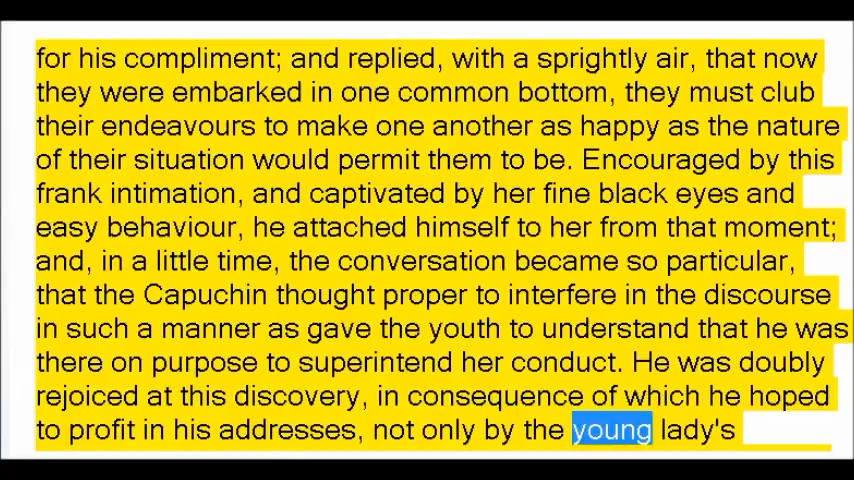 for his compliment; and replied, with a sprightly air, that now
they were embarked in one common bottom, they must club
their endeavours to make one another as happy as the nature
of their situation would permit them to be. Encouraged by this
frank intimation, and captivated by her fine black eyes and
easy behaviour, he attached himself to her from that moment;
and, in a little time, the conversation became so particular,
that the Capuchin thought proper to interfere in the discourse
in such a manner as gave the youth to understand that he was
there on purpose to superintend her conduct. He was doubly
rejoiced at this discovery, in consequence of which he hoped
to profit in his addresses, not only by the young lady's